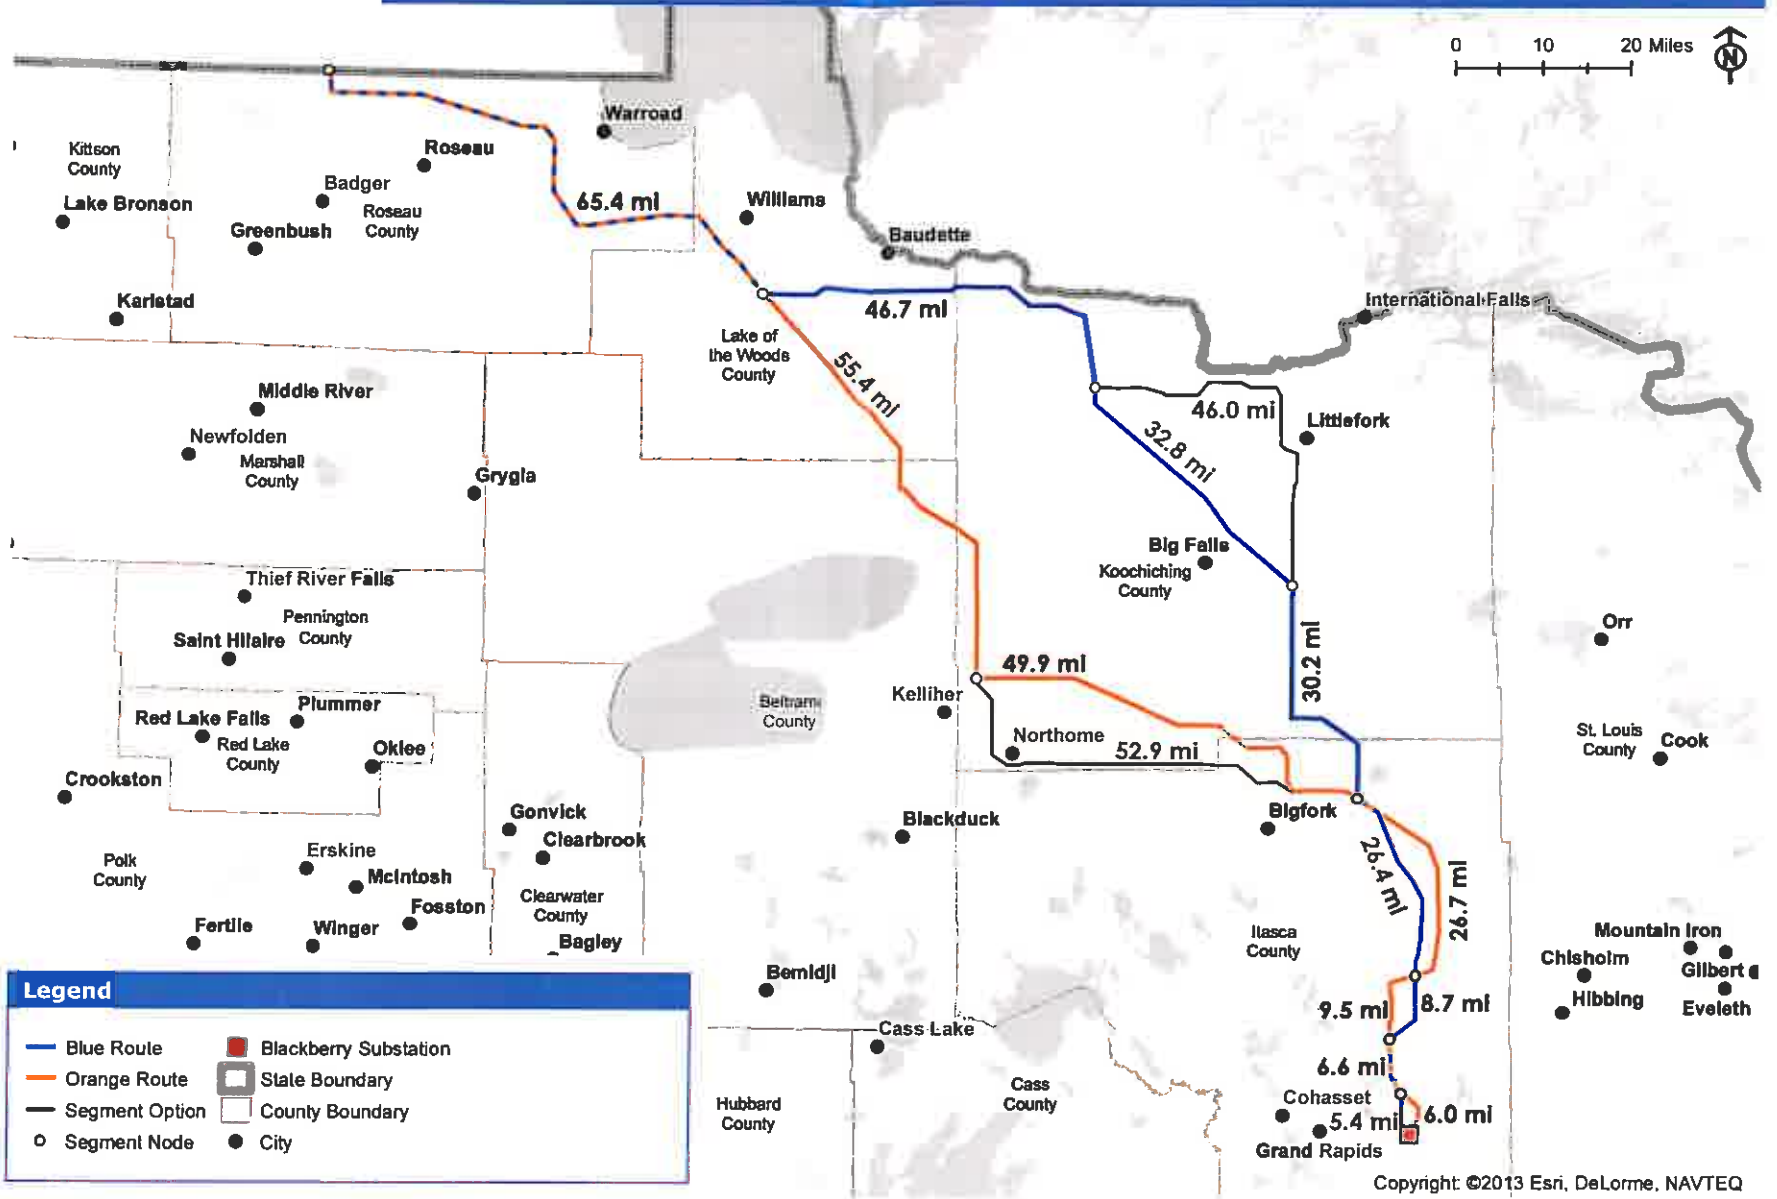 0 10 20 Miles
N
Warroad
Kittson
County
Roseau
Badger
Lake Bronson
Roseau
County
Greenbush
65.4 mi
Williams
Baudette
Karlstad
46.7 mi
International Falls
Lake of
the Woods
County
55.4 mi
Middle River
46.0 mi
Littlefork
Newfolden
Marshall
County
32.8 mi
Grygla
Big Falls
Koochiching
County
Thief River Falls
Pennington
County
Saint Hilaire
Orr
30.2 mi
49.9 mi
Kelliher
Beltrami
County
Plummer
Red Lake Falls
Red Lake
County
Oklee
Northome
52.9 mi
St. Louis
County
Cook
Crookston
Gonvick
Clearbrook
Blackduck
Bigfork
Polk
County
Erskine
McIntosh
26.4 mi
26.7 mi
Clearwater
County
Fosston
Fertile
Winger
Bagley
Itasca
County
Mountain Iron
Chisholm
Gilbert
Hibbing
Eveleth
Bemidji
9.5 mi
8.7 mi
Cass Lake
6.6 mi
Cass
County
Hubbard
County
Cohasset
5.4 mi
6.0 mi
Grand Rapids
Legend
Blue Route
Blackberry Substation
Orange Route
State Boundary
Segment Option
County Boundary
Segment Node
City
Copyright: ©2013 Esri, DeLorme, NAVTEQ